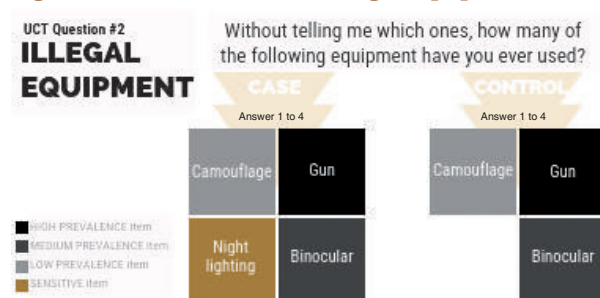 UCT Question #2
ILLEGAL
EQUIPMENT
Without telling me which ones, how many of
the following equipment have you ever used?
CASE
CONTROL
Answer 1 to 4
Answer 1 to 4
Camouflage
Gun
Camouflage
Gun
Night
lighting
Binocular
Binocular
HIGH PREVALENCE item
MEDIUM PREVALENCE item
LOW PREVALENCE item
SENSITIVE item